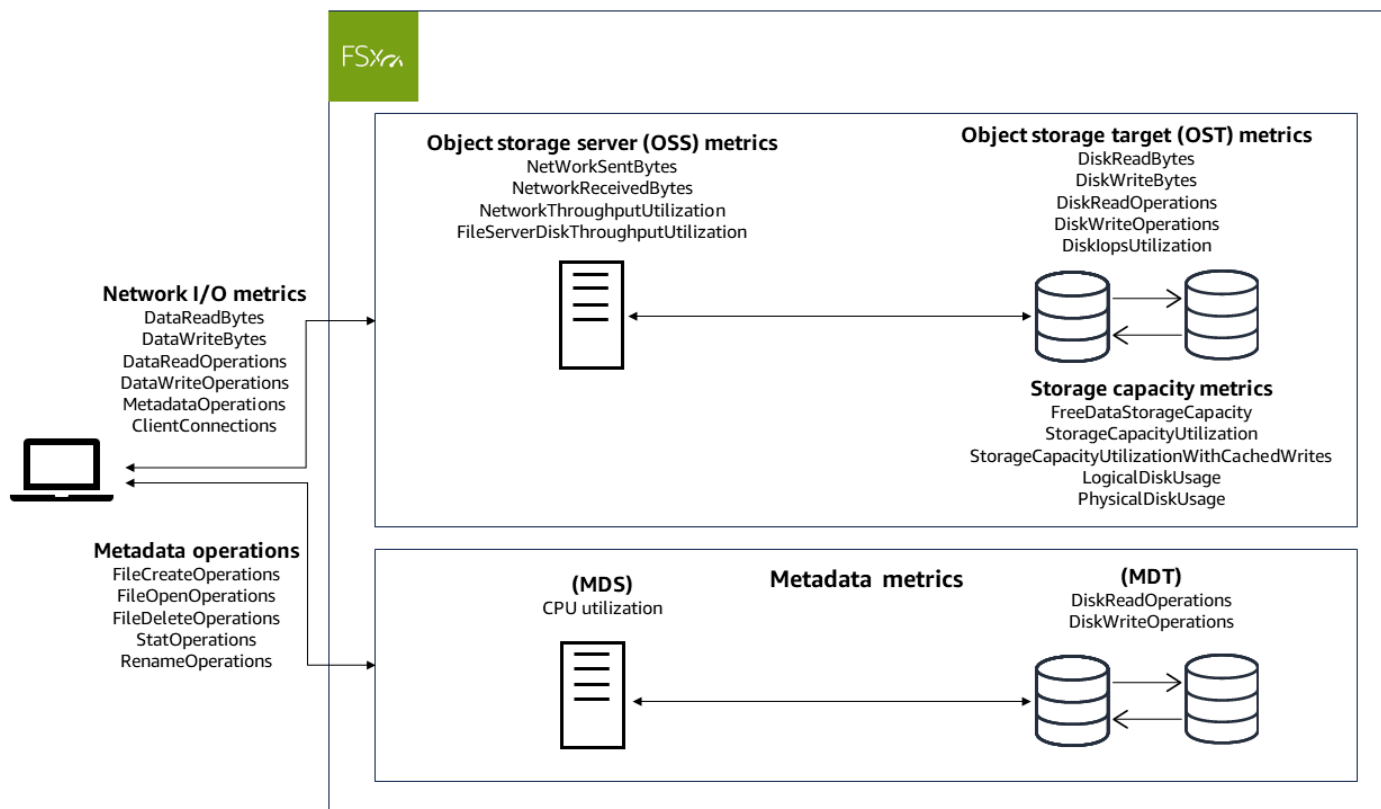 FSx
Object storage server (OSS) metrics
NetWorkSentBytes
NetworkReceivedBytes
NetworkThroughputUtilization
FileServerDiskThroughputUtilization
Object storage target (OST) metrics
DiskReadBytes
DiskWriteBytes
DiskReadOperations
DiskWriteOperations
DiskIopsUtilization
Network I/O metrics
DataReadBytes
DataWriteBytes
DataReadOperations
DataWriteOperations
MetadataOperations
ClientConnections
Storage capacity metrics
FreeDataStorageCapacity
StorageCapacityUtilization
StorageCapacityUtilizationWithCachedWrites
LogicalDiskUsage
PhysicalDiskUsage
Metadata operations
FileCreateOperations
FileOpenOperations
FileDeleteOperations
StatOperations
RenameOperations
(MDS)
CPU utilization
Metadata metrics
(MDT)
DiskReadOperations
DiskWriteOperations